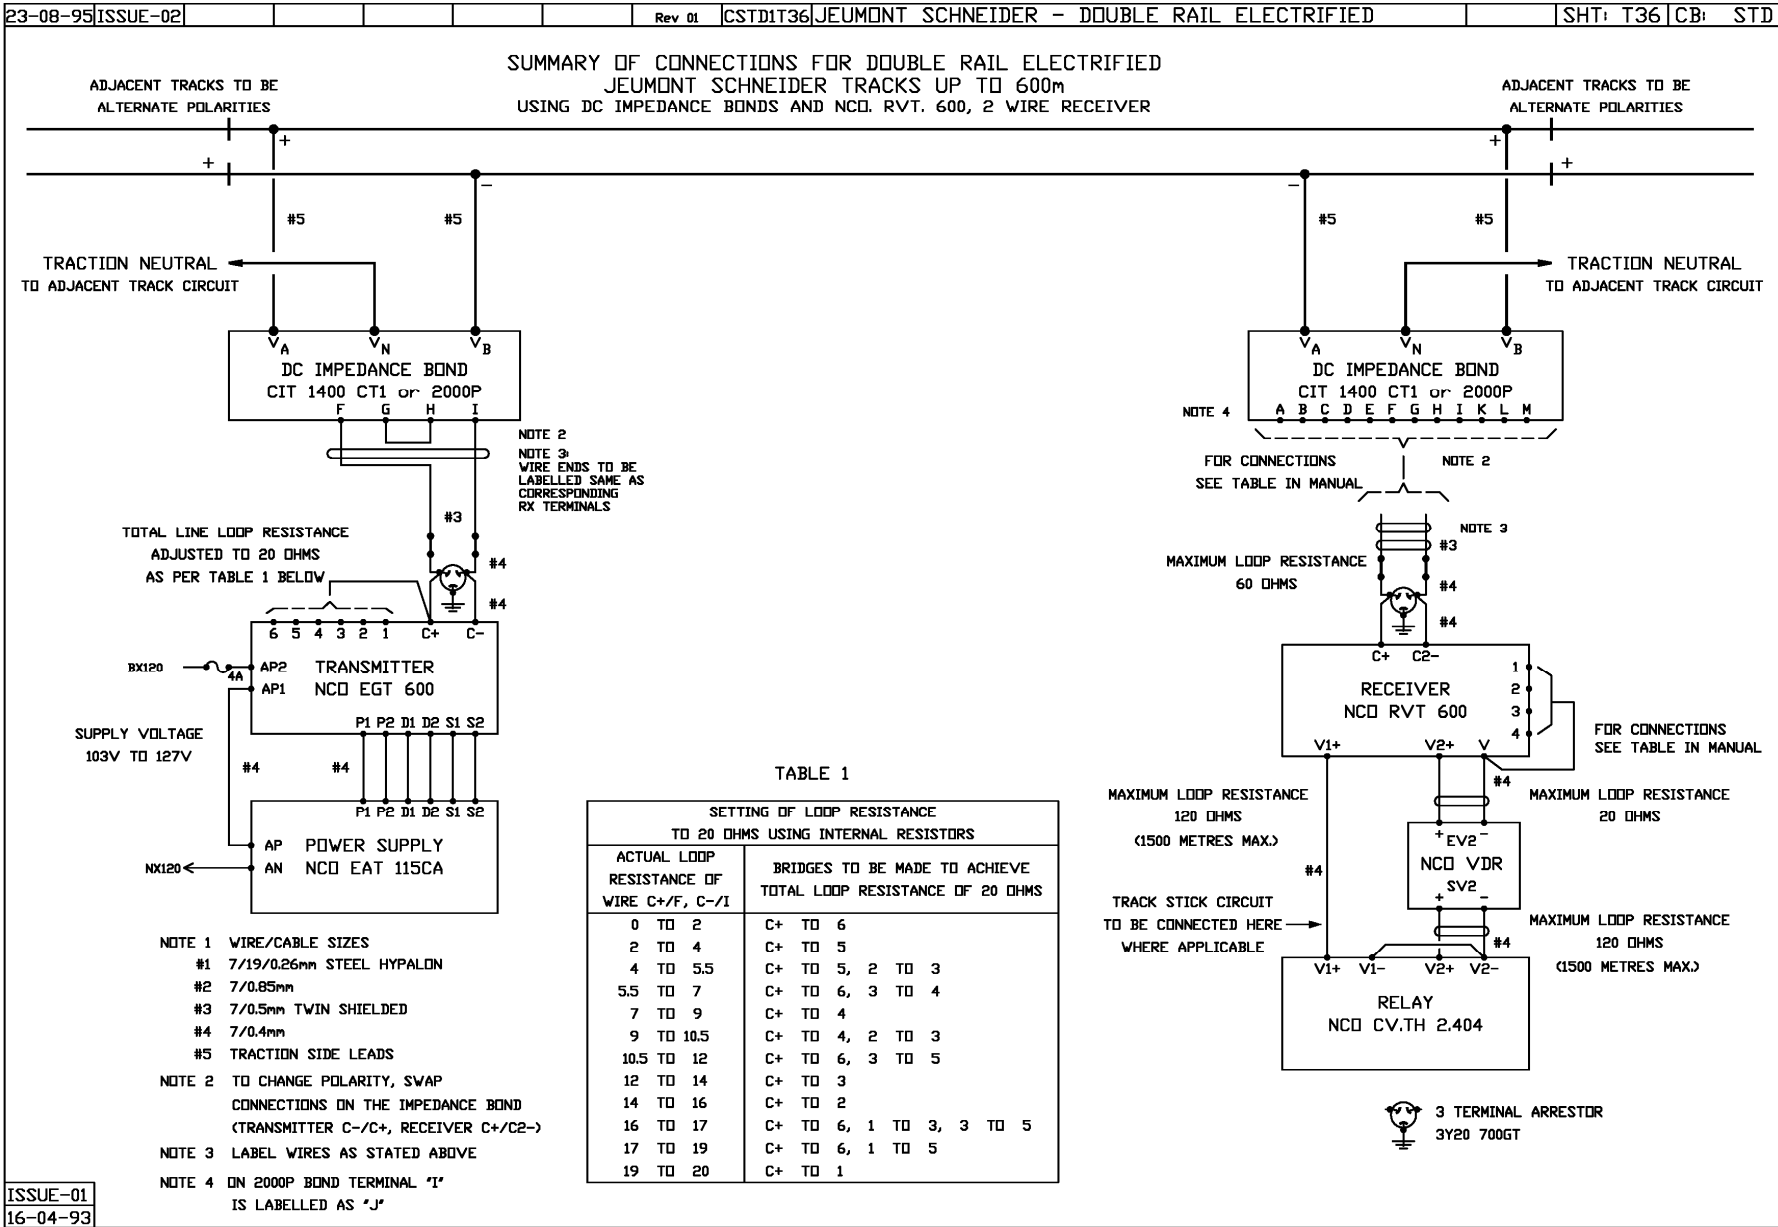 23-08-95 ISSUE-02 Rev 01 CSTD1T36 JEUMONT SCHNEIDER - DOUBLE RAIL ELECTRIFIED SHT: T36 CB: STD
SUMMARY OF CONNECTIONS FOR DOUBLE RAIL ELECTRIFIED
JEUMONT SCHNEIDER TRACKS UP TO 600m
USING DC IMPEDANCE BONDS AND NCO. RVT. 600, 2 WIRE RECEIVER
ADJACENT TRACKS TO BE
ALTERNATE POLARITIES
ADJACENT TRACKS TO BE
ALTERNATE POLARITIES
+ +
+ +
- -
#5 #5 #5 #5
TRACTION NEUTRAL
TO ADJACENT TRACK CIRCUIT
TRACTION NEUTRAL
TO ADJACENT TRACK CIRCUIT
A N B
DC IMPEDANCE BOND
CIT 1400 CT1 or 2000P
F G H I
NOTE 2
NOTE 3:
WIRE ENDS TO BE
LABELLED SAME AS
CORRESPONDING
RX TERMINALS
#3
TOTAL LINE LOOP RESISTANCE
ADJUSTED TO 20 OHMS
AS PER TABLE 1 BELOW
#4
#4
6 5 4 3 2 1 C+ C-
BX120 4A AP2 TRANSMITTER
AP1 NCO EGT 600
P1 P2 D1 D2 S1 S2
SUPPLY VOLTAGE
103V TO 127V
#4 #4
P1 P2 D1 D2 S1 S2
AP POWER SUPPLY
NX120 AN NCO EAT 115CA
A N B
DC IMPEDANCE BOND
CIT 1400 CT1 or 2000P
NOTE 4 A B C D E F G H I K L M
FOR CONNECTIONS
SEE TABLE IN MANUAL
NOTE 2
NOTE 3
#3
MAXIMUM LOOP RESISTANCE
60 OHMS
#4
#4
C+ C2-
RECEIVER
NCO RVT 600
1
2
3
4
V1+ V2+ V
FOR CONNECTIONS
SEE TABLE IN MANUAL
#4
MAXIMUM LOOP RESISTANCE
120 OHMS
(1500 METRES MAX.)
MAXIMUM LOOP RESISTANCE
20 OHMS
+ EV2 -
NCO VDR
SV2
+ -
#4
TRACK STICK CIRCUIT
TO BE CONNECTED HERE
WHERE APPLICABLE
#4
MAXIMUM LOOP RESISTANCE
120 OHMS
(1500 METRES MAX.)
V1+ V1- V2+ V2-
RELAY
NCO CV.TH 2.404
3 TERMINAL ARRESTOR
3Y20 700GT
TABLE 1
SETTING OF LOOP RESISTANCE
TO 20 OHMS USING INTERNAL RESISTORS
ACTUAL LOOP
RESISTANCE OF
WIRE C+/F, C-/I
BRIDGES TO BE MADE TO ACHIEVE
TOTAL LOOP RESISTANCE OF 20 OHMS
0 TO 2 C+ TO 6
2 TO 4 C+ TO 5
4 TO 5.5 C+ TO 5, 2 TO 3
5.5 TO 7 C+ TO 6, 3 TO 4
7 TO 9 C+ TO 4
9 TO 10.5 C+ TO 4, 2 TO 3
10.5 TO 12 C+ TO 6, 3 TO 5
12 TO 14 C+ TO 3
14 TO 16 C+ TO 2
16 TO 17 C+ TO 6, 1 TO 3, 3 TO 5
17 TO 19 C+ TO 6, 1 TO 5
19 TO 20 C+ TO 1
NOTE 1 WIRE/CABLE SIZES
#1 7/19/0.26mm STEEL HYPALON
#2 7/0.85mm
#3 7/0.5mm TWIN SHIELDED
#4 7/0.4mm
#5 TRACTION SIDE LEADS
NOTE 2 TO CHANGE POLARITY, SWAP
CONNECTIONS ON THE IMPEDANCE BOND
(TRANSMITTER C-/C+, RECEIVER C+/C2-)
NOTE 3 LABEL WIRES AS STATED ABOVE
NOTE 4 ON 2000P BOND TERMINAL "I"
IS LABELLED AS "J"
ISSUE-01
16-04-93